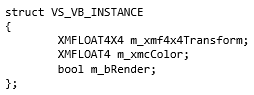 struct VS_VB_INSTANCE
{
XMFLOAT4X4 m_xmf4x4Transform;
XMFLOAT4 m_xmcColor;
bool m_bRender;
};